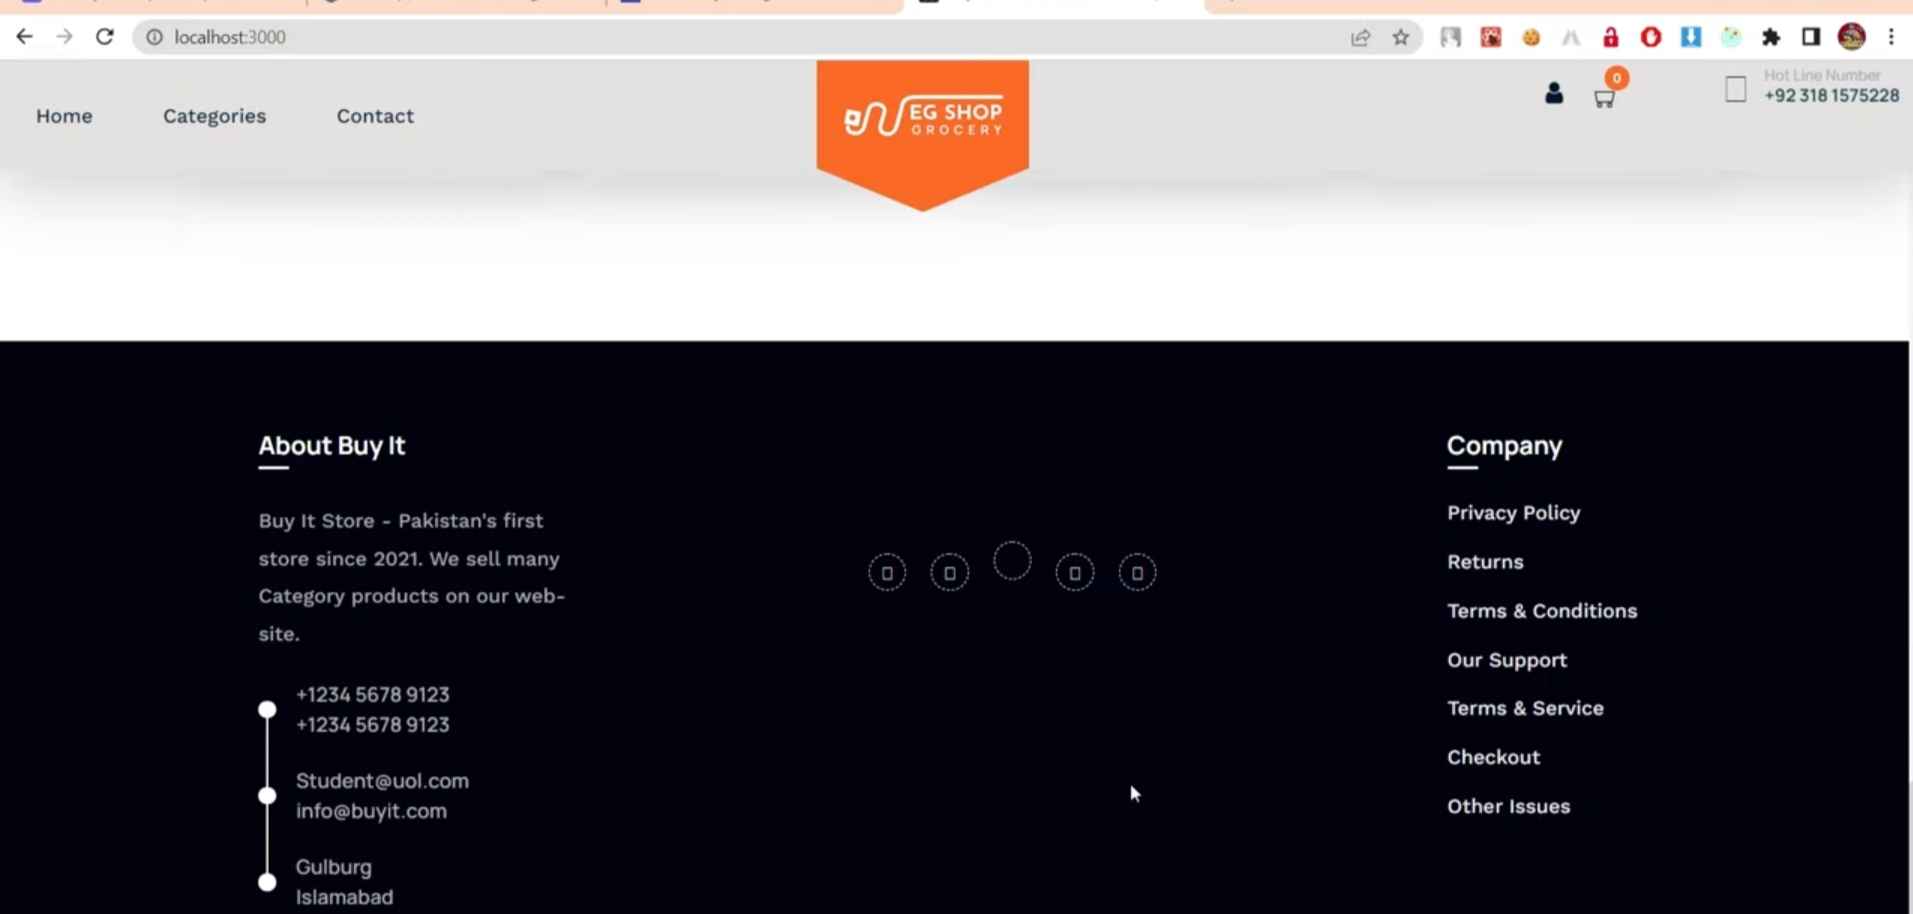 localhost:3000
Home
Categories
Contact
EG SHOP
GROCERY
0
Hot Line Number
+92 318 1575228
About Buy It
Buy It Store - Pakistan's first
store since 2021. We sell many
Category products on our web-
site.
+1234 5678 9123
+1234 5678 9123
Student@uol.com
info@buyit.com
Gulburg
Islamabad
Company
Privacy Policy
Returns
Terms & Conditions
Our Support
Terms & Service
Checkout
Other Issues